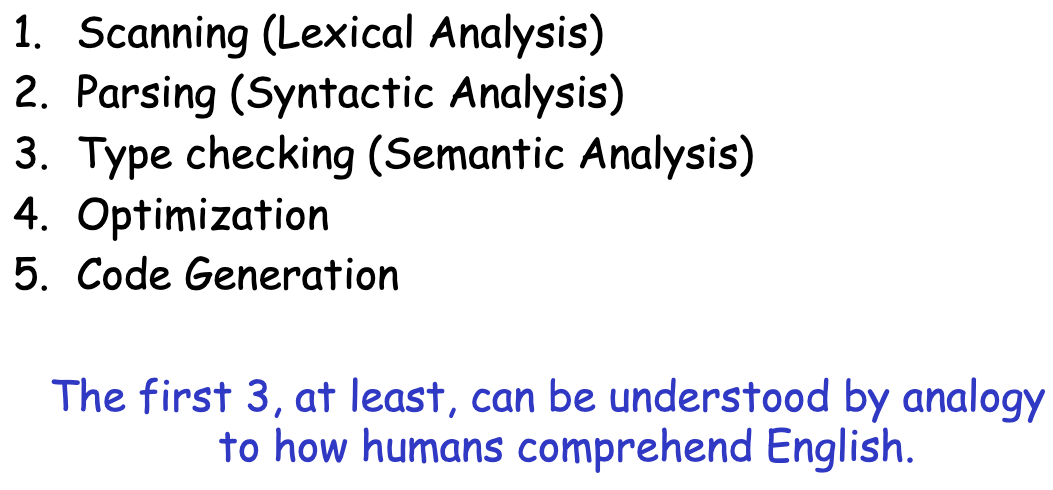 1. Scanning (Lexical Analysis)
2. Parsing (Syntactic Analysis)
3. Type checking (Semantic Analysis)
4. Optimization
5. Code Generation
The first 3, at least, can be understood by analogy
to how humans comprehend English.